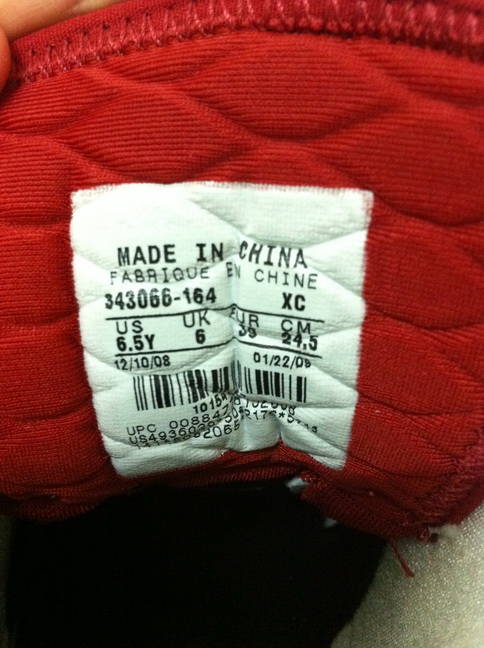 MADE IN CHINA
FABRIQUE EN CHINE
343066-164 XC
US UK EUR CM
6.5Y 6 39 24.5
12/10/08 01/22/09
UPC